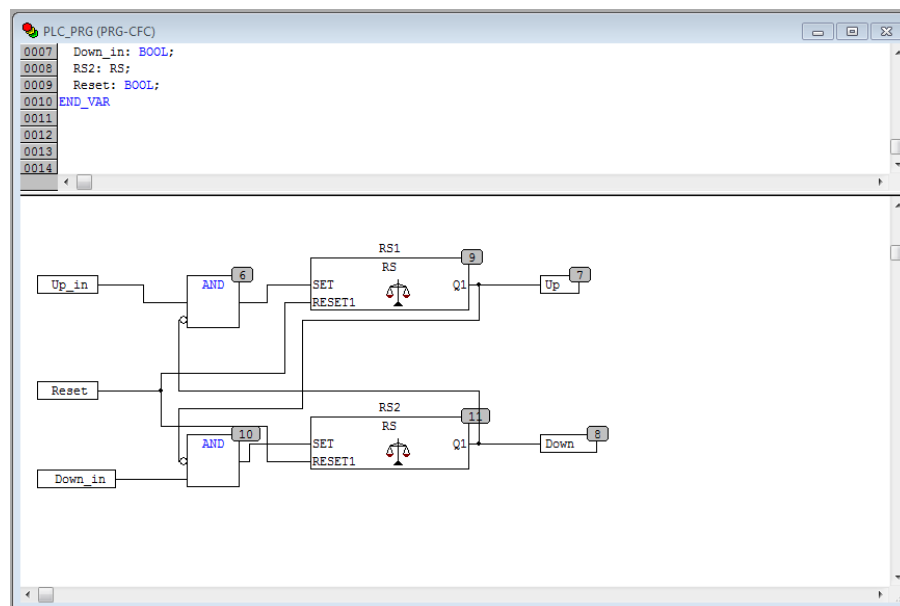 PLC_PRG (PRG-CFC)
0007 Down_in: BOOL;
0008 RS2: RS;
0009 Reset: BOOL;
0010 END_VAR
0011
0012
0013
0014
RS1
9
6
RS
7
Up_in
AND
SET
Q1
Up
RESET1
Reset
RS2
11
10
RS
8
AND
SET
Q1
Down
RESET1
Down_in